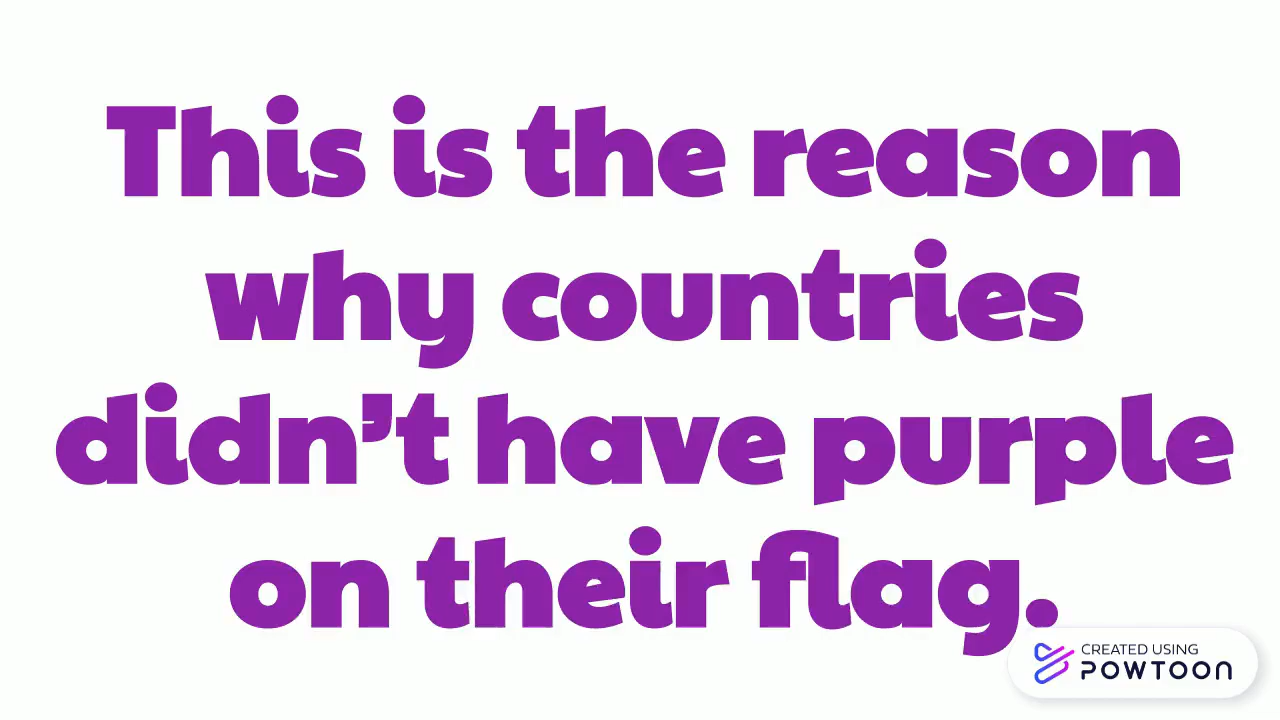 This is the reason
why countries
didn’t have purple
on their flag.
CREATED USING
POWTOON